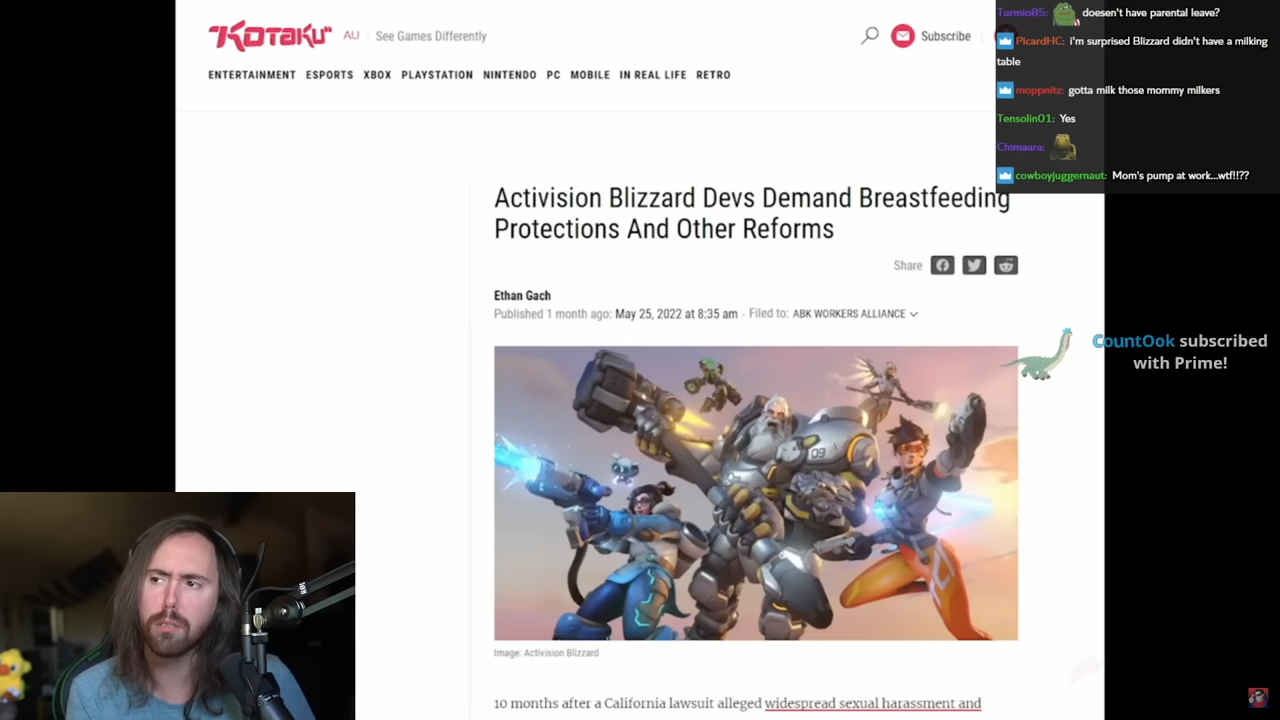 KOTAKU AU See Games Differently
Subscribe
ENTERTAINMENT ESPORTS XBOX PLAYSTATION NINTENDO PC MOBILE IN REAL LIFE RETRO
Turmio85: doesen't have parental leave?
PicardHC: i'm surprised Blizzard didn't have a milking
table
moppnitz: gotta milk those mommy milkers
Tensolin01: Yes
Chimaara:
cowboyjuggernaut: Mom's pump at work...wtf!!??
Activision Blizzard Devs Demand Breastfeeding
Protections And Other Reforms
Share
Ethan Gach
Published 1 month ago: May 25, 2022 at 8:35 am - Filed to: ABK WORKERS ALLIANCE
CountOok subscribed
with Prime!
09
Image: Activision Blizzard
10 months after a California lawsuit alleged widespread sexual harassment and